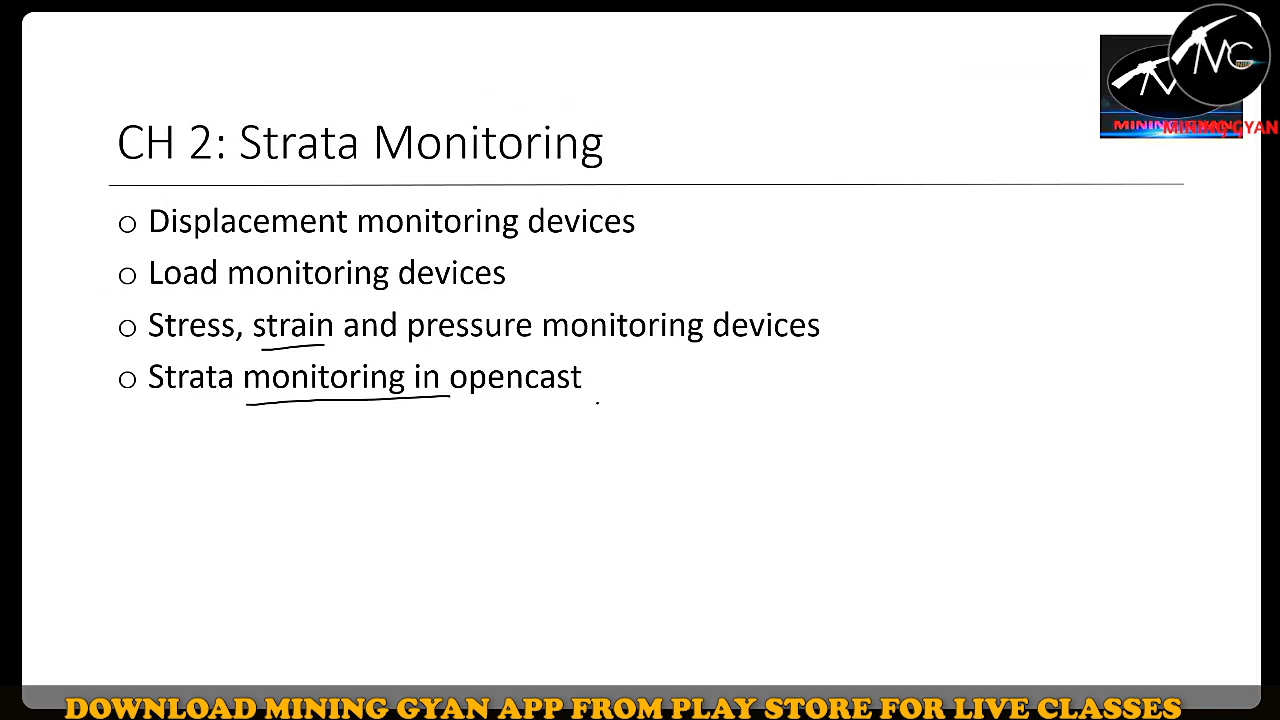 MG
MINING GYAN
CH 2: Strata Monitoring
o Displacement monitoring devices
o Load monitoring devices
o Stress, strain and pressure monitoring devices
o Strata monitoring in opencast
DOWNLOAD MINING GYAN APP FROM PLAY STORE FOR LIVE CLASSES